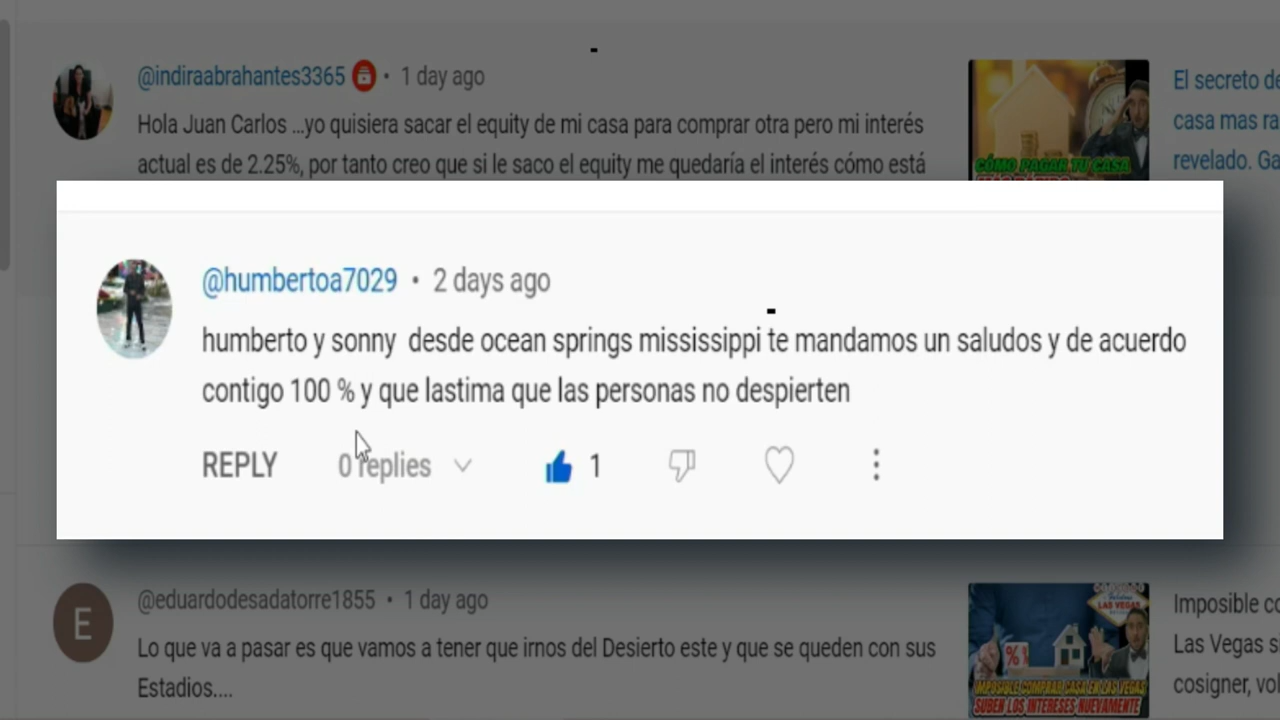 @indiraabrahantes3365 • 1 day ago
Hola Juan Carlos ...yo quisiera sacar el equity de mi casa para comprar otra pero mi interés
actual es de 2.25%, por tanto creo que si le saco el equity me quedaría el interés cómo está
CÓMO PAGAR TU CASA
El secreto de
casa mas ra
revelado. Ga
@humbertoa7029 • 2 days ago
humberto y sonny desde ocean springs mississippi te mandamos un saludos y de acuerdo
contigo 100 % y que lastima que las personas no despierten
REPLY 0 replies 1
E
@eduardodesadatorre1855 • 1 day ago
Lo que va a pasar es que vamos a tener que irnos del Desierto este y que se queden con sus
Estadios....
LAS VEGAS
%
IMPOSIBLE COMPRAR CASA EN LAS VEGAS
SUBEN LOS INTERESES NUEVAMENTE
Imposible co
Las Vegas s
cosigner, vol